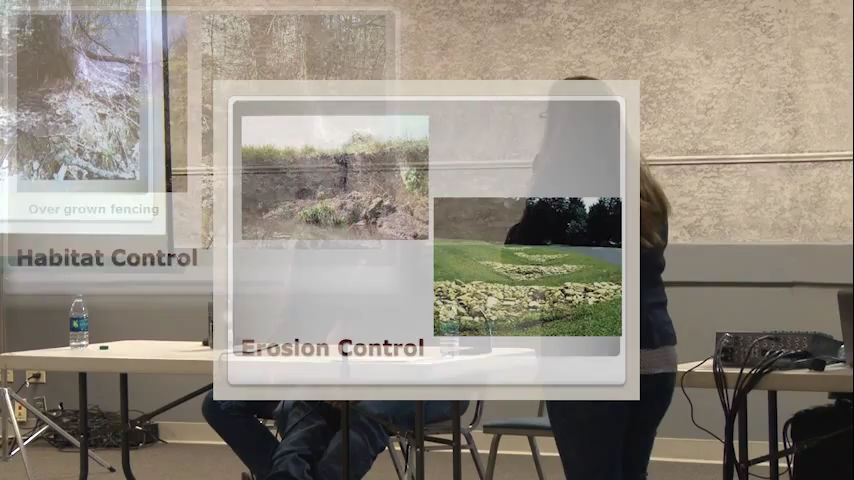 Over grown fencing
Habitat Control
Erosion Control